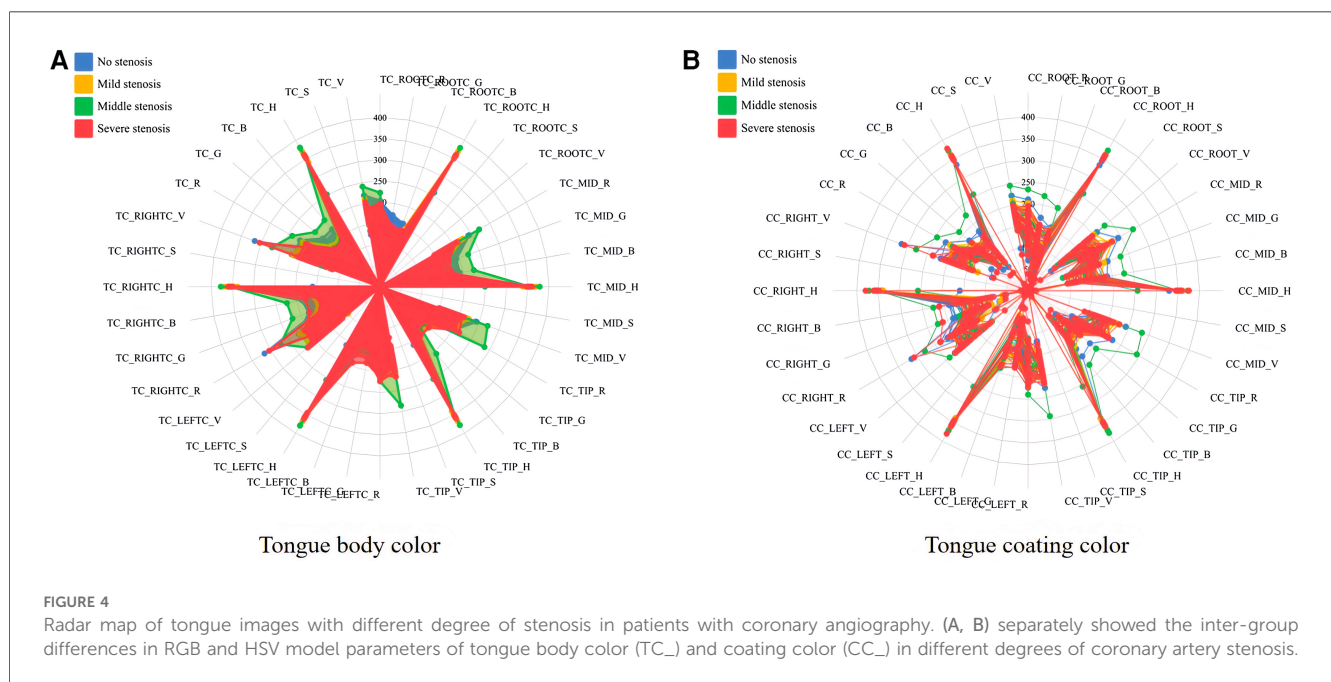 A
No stenosis
Mild stenosis
Middle stenosis
Severe stenosis
TC_ROOTC_R
TC_ROOTC_G
TC_ROOTC_B
TC_ROOTC_H
TC_ROOTC_S
TC_ROOTC_V
TC_MID_R
TC_MID_G
TC_MID_B
TC_MID_H
TC_MID_S
TC_MID_V
TC_TIP_R
TC_TIP_G
TC_TIP_B
TC_TIP_H
TC_TIP_S
TC_TIP_V
TC_LEFTC_R
TC_LEFTC_G
TC_LEFTC_B
TC_LEFTC_H
TC_LEFTC_S
TC_LEFTC_V
TC_RIGHTC_R
TC_RIGHTC_G
TC_RIGHTC_B
TC_RIGHTC_H
TC_RIGHTC_S
TC_RIGHTC_V
TC_R
TC_G
TC_B
TC_H
TC_S
TC_V
400
350
300
250
Tongue body color
B
No stenosis
Mild stenosis
Middle stenosis
Severe stenosis
CC_ROOT_R
CC_ROOT_G
CC_ROOT_B
CC_ROOT_H
CC_ROOT_S
CC_ROOT_V
CC_MID_R
CC_MID_G
CC_MID_B
CC_MID_H
CC_MID_S
CC_MID_V
CC_TIP_R
CC_TIP_G
CC_TIP_B
CC_TIP_H
CC_TIP_S
CC_TIP_V
CC_LEFT_R
CC_LEFT_G
CC_LEFT_B
CC_LEFT_H
CC_LEFT_S
CC_LEFT_V
CC_RIGHT_R
CC_RIGHT_G
CC_RIGHT_B
CC_RIGHT_H
CC_RIGHT_S
CC_RIGHT_V
CC_R
CC_G
CC_B
CC_H
CC_S
CC_V
400
350
300
250
Tongue coating color
FIGURE 4
Radar map of tongue images with different degree of stenosis in patients with coronary angiography. (A, B) separately showed the inter-group
differences in RGB and HSV model parameters of tongue body color (TC_) and coating color (CC_) in different degrees of coronary artery stenosis.